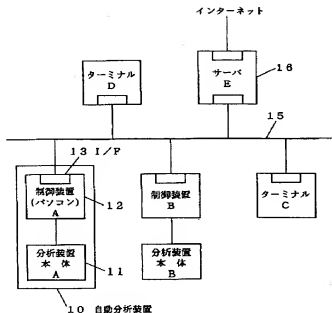 インターネット
ターミナル
D
サーバ
E
16
15
13 I/F
制御装置
(パソコン)
A
12
制御装置
B
ターミナル
C
分析装置
本体
A
11
分析装置
本体
B
10 自動分析装置